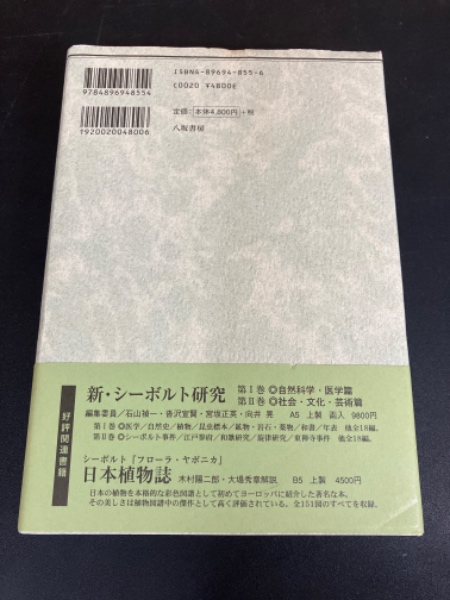 ISBN4-89694-855-6
C0020 ¥4800E
9784896948554
定価: 本体4,800円 +税
1920020048006
八坂書房
好評関連書籍
新・シーボルト研究 第Ⅰ巻 ◎自然科学・医学篇
第Ⅱ巻 ◎社会・文化・芸術篇
編集委員/石山禎一・沓沢宣賢・宮坂正英・向井 晃 A5 上製 函入 9800円
第Ⅰ巻◎医学/自然史/植物/昆虫標本/鉱物・岩石・薬物/和書/年表 他全18編。
第Ⅱ巻◎シーボルト事件/江戸参府/和歌研究/旋律研究/東禅寺事件 他全18編。
シーボルト『フローラ・ヤポニカ』
日本植物誌 木村陽二郎・大場秀章解説 B5 上製 4500円
日本の植物を本格的な彩色図譜として初めてヨーロッパに紹介した著名な本。
その美しさは植物図譜中の傑作として高く評価されている。全151図のすべてを収録。